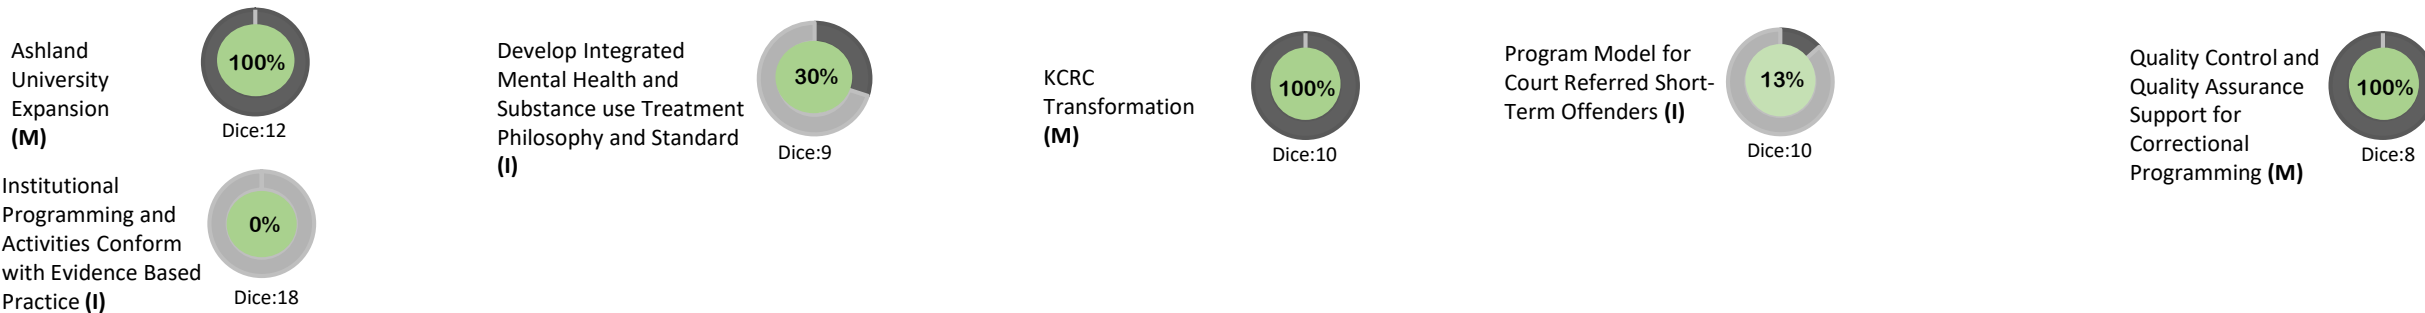 Ashland
University
Expansion
(M)
100%
Dice:12
Develop Integrated
Mental Health and
Substance use Treatment
Philosophy and Standard
(I)
30%
Dice:9
KCRC
Transformation
(M)
100%
Dice:10
Program Model for
Court Referred Short-
Term Offenders (I)
13%
Dice:10
Quality Control and
Quality Assurance
Support for
Correctional
Programming (M)
100%
Dice:8
Institutional
Programming and
Activities Conform
with Evidence Based
Practice (I)
0%
Dice:18